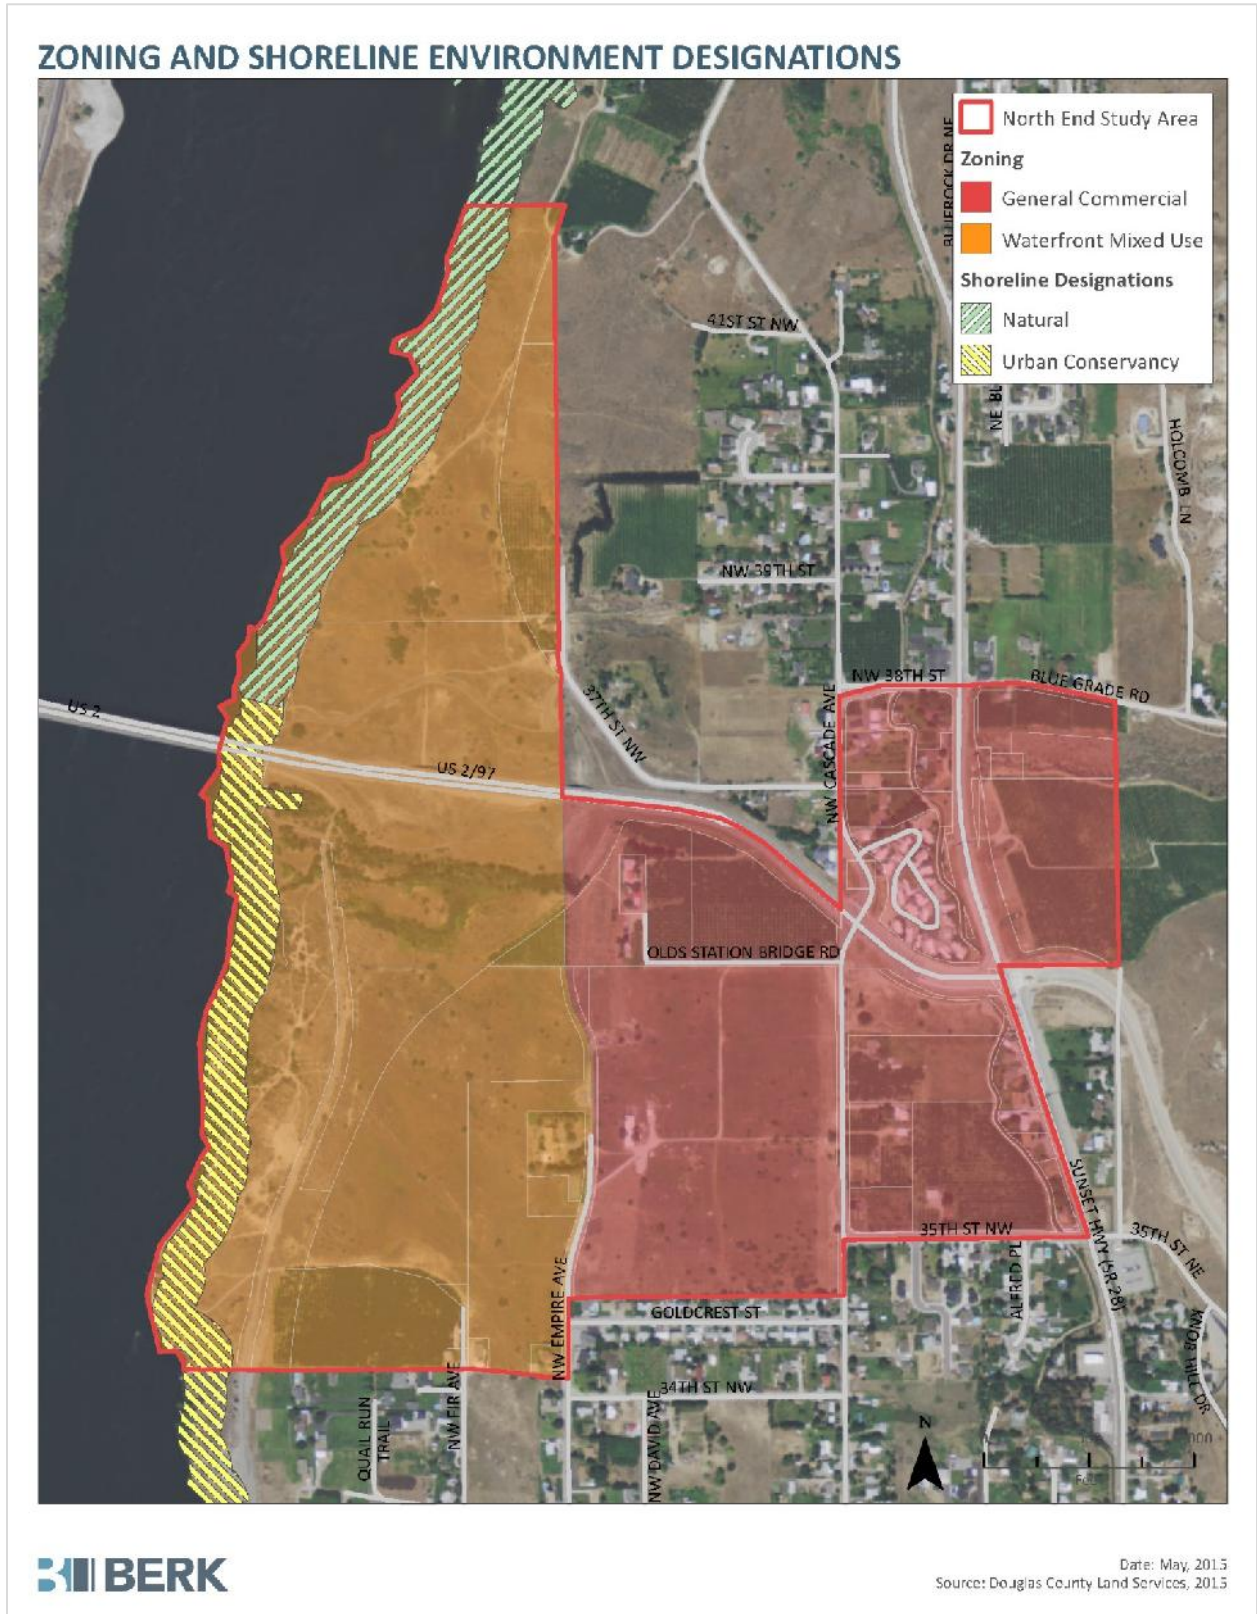 ZONING AND SHORELINE ENVIRONMENT DESIGNATIONS
North End Study Area
Zoning
General Commercial
Waterfront Mixed Use
Shoreline Designations
Natural
Urban Conservancy
BLUEROCK DR NE
41ST ST NW
HOLCOMB LN
NW 39TH ST
NW 38TH ST
BLUE GRADE RD
37TH ST NW
NW CASCADE AVE
US 2
US 2/97
OLDS STATION BRIDGE RD
35TH ST NW
SUNSET HWY (SR 28)
35TH ST NE
ALFRED PL
NW EMPIRE AVE
GOLDCREST ST
KNOB HILL DR
34TH ST NW
NW DAVID AVE
NW FIR AVE
QUAIL RUN
TRAIL
N
BERK
Date: May, 2015
Source: Douglas County Land Services, 2015